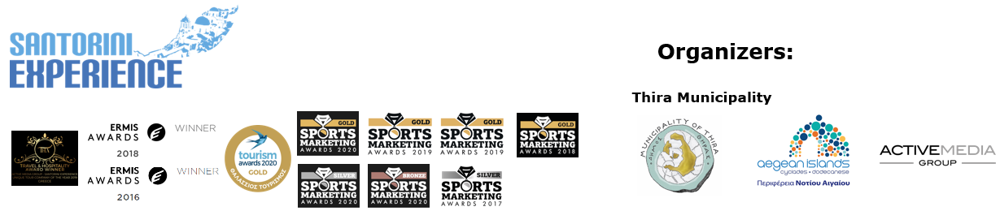 SANTORINI
EXPERIENCE
Organizers:
Thira Municipality
TRAVEL & HOSPITALITY
AWARD WINNER
ERMIS
AWARDS
WINNER
2018
ERMIS
AWARDS
WINNER
2016
tourism
awards 2020
GOLD
ΘΑΛΑΣΣΙΟΣ ΤΟΥΡΙΣΜΟΣ
GOLD
SPORTS
MARKETING
AWARDS 2020
GOLD
SPORTS
MARKETING
AWARDS 2019
GOLD
SPORTS
MARKETING
AWARDS 2019
GOLD
SPORTS
MARKETING
AWARDS 2018
SILVER
SPORTS
MARKETING
AWARDS 2020
BRONZE
SPORTS
MARKETING
AWARDS 2020
SILVER
SPORTS
MARKETING
AWARDS 2017
MUNICIPALITY OF THIRA
ΔΗΜΟΣ ΘΗΡΑΣ
aegean islands
cyclades - dodecanese
Περιφέρεια Νοτίου Αιγαίου
ACTIVEMEDIA
GROUP